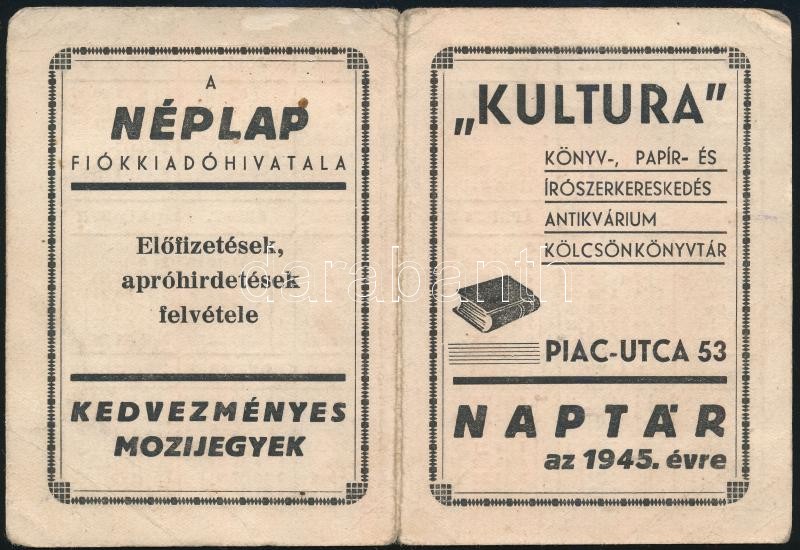 A
NÉPLAP
FIÓKKIADÓHIVATALA
Előfizetések,
apróhirdetések
felvétele
KEDVEZMÉNYES
MOZIJEGYEK
„KULTURA”
KÖNYV-, PAPÍR- ÉS
ÍRÓSZERKERESKEDÉS
ANTIKVÁRIUM
KÖLCSÖNKÖNYVTÁR
PIAC-UTCA 53
NAPTÁR
az 1945. évre
darabanth